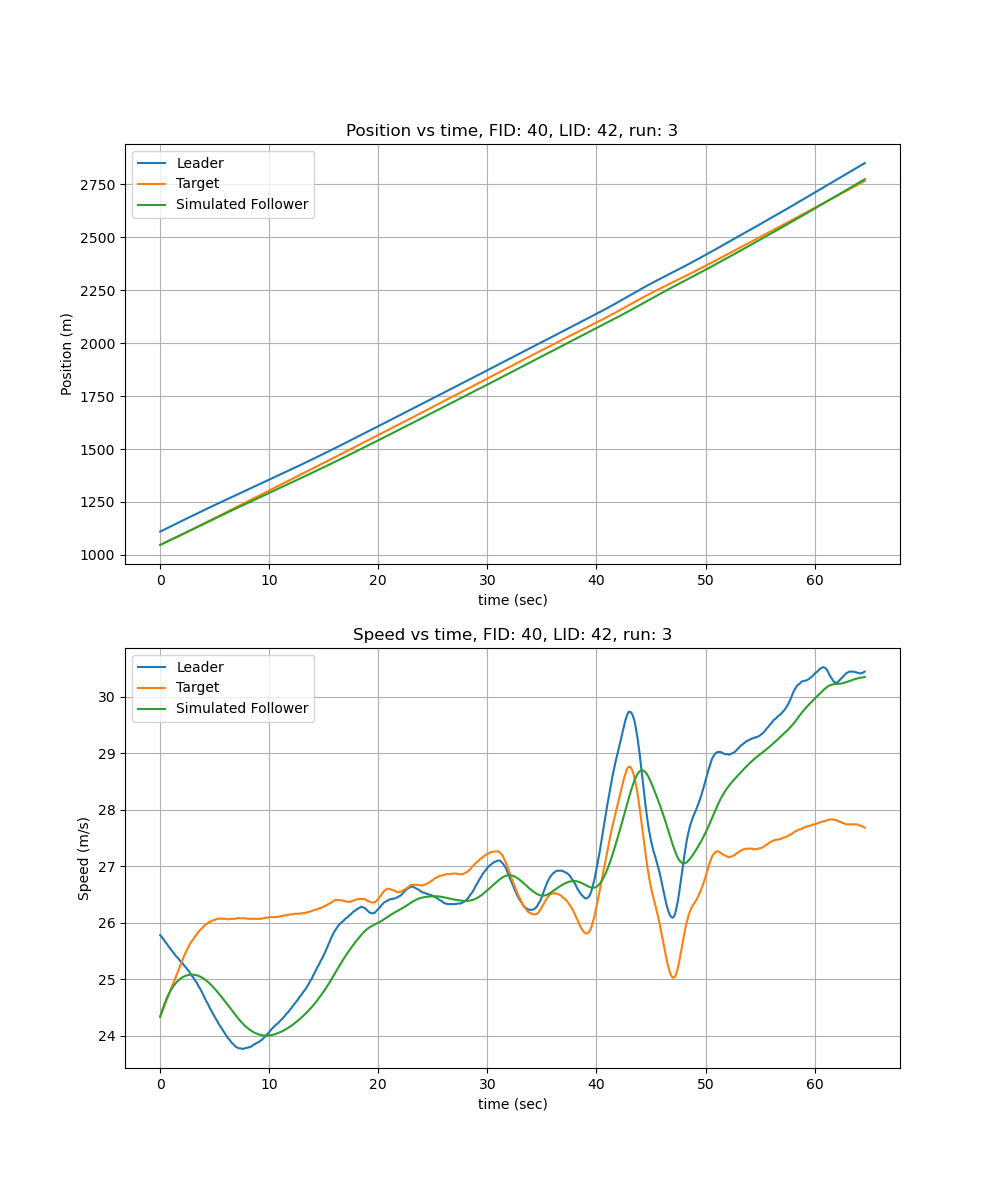 Position vs time, FID: 40, LID: 42, run: 3
Leader
Target
Simulated Follower
Position (m)
2750
2500
2250
2000
1750
1500
1250
1000
0 10 20 30 40 50 60
time (sec)
Speed vs time, FID: 40, LID: 42, run: 3
Leader
Target
Simulated Follower
Speed (m/s)
30
29
28
27
26
25
24
0 10 20 30 40 50 60
time (sec)